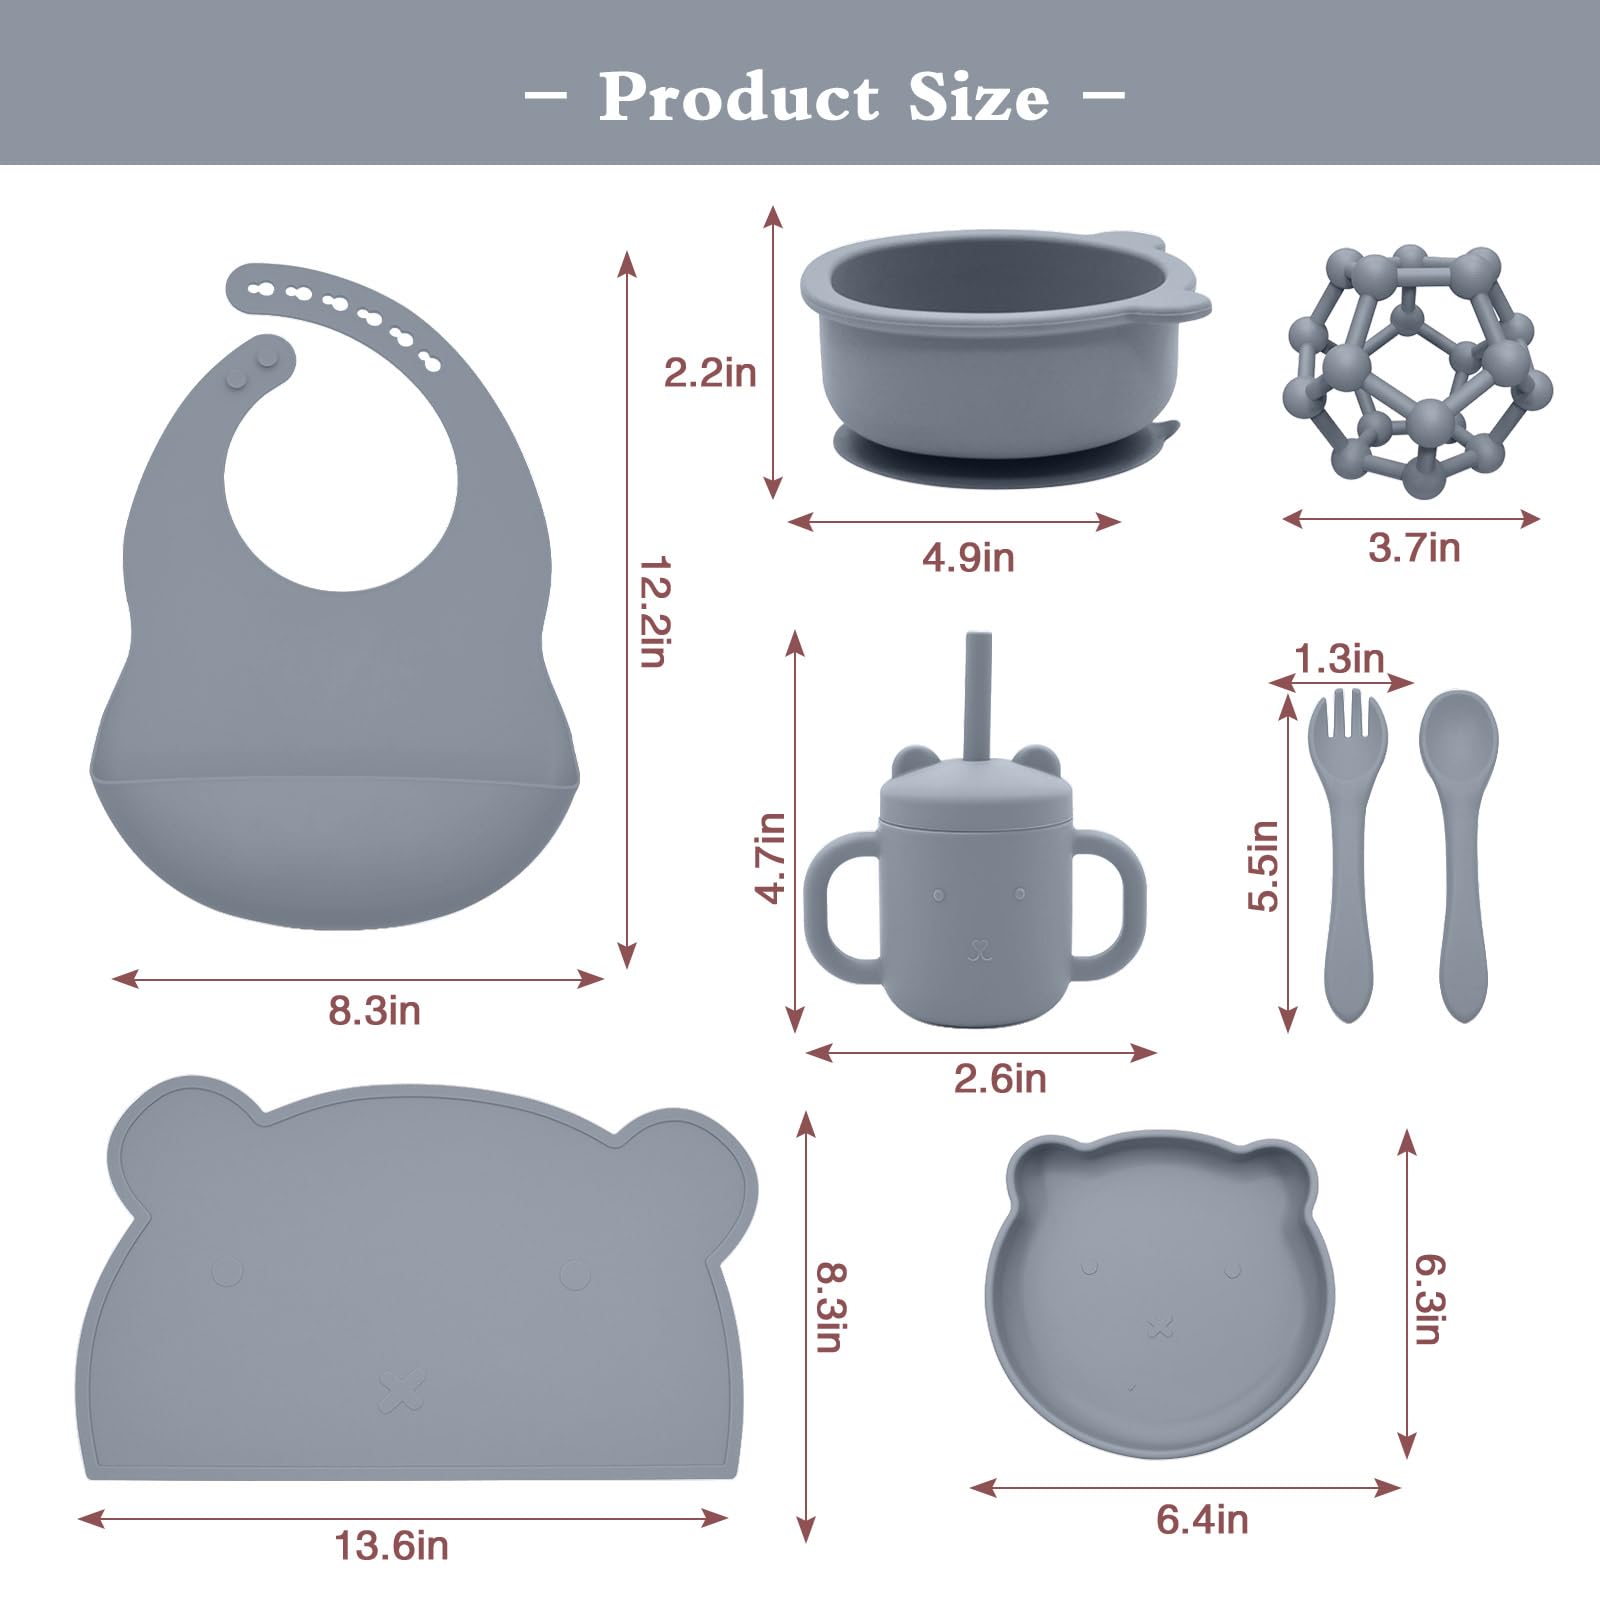 – Product Size –
2.2in
4.9in
3.7in
12.2in
8.3in
4.7in
2.6in
1.3in
5.5in
13.6in
8.3in
6.3in
6.4in